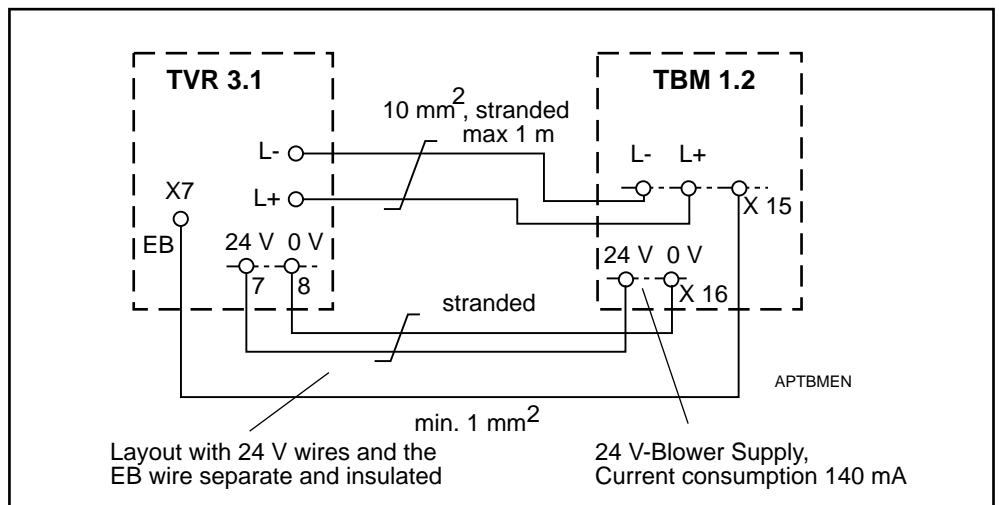 TVR 3.1
TBM 1.2
10 mm², stranded
max 1 m
L-
L+
X7
EB
24 V 0 V
7 8
L- L+
X 15
24 V 0 V
X 16
stranded
APTBMEN
min. 1 mm²
Layout with 24 V wires and the
EB wire separate and insulated
24 V-Blower Supply,
Current consumption 140 mA